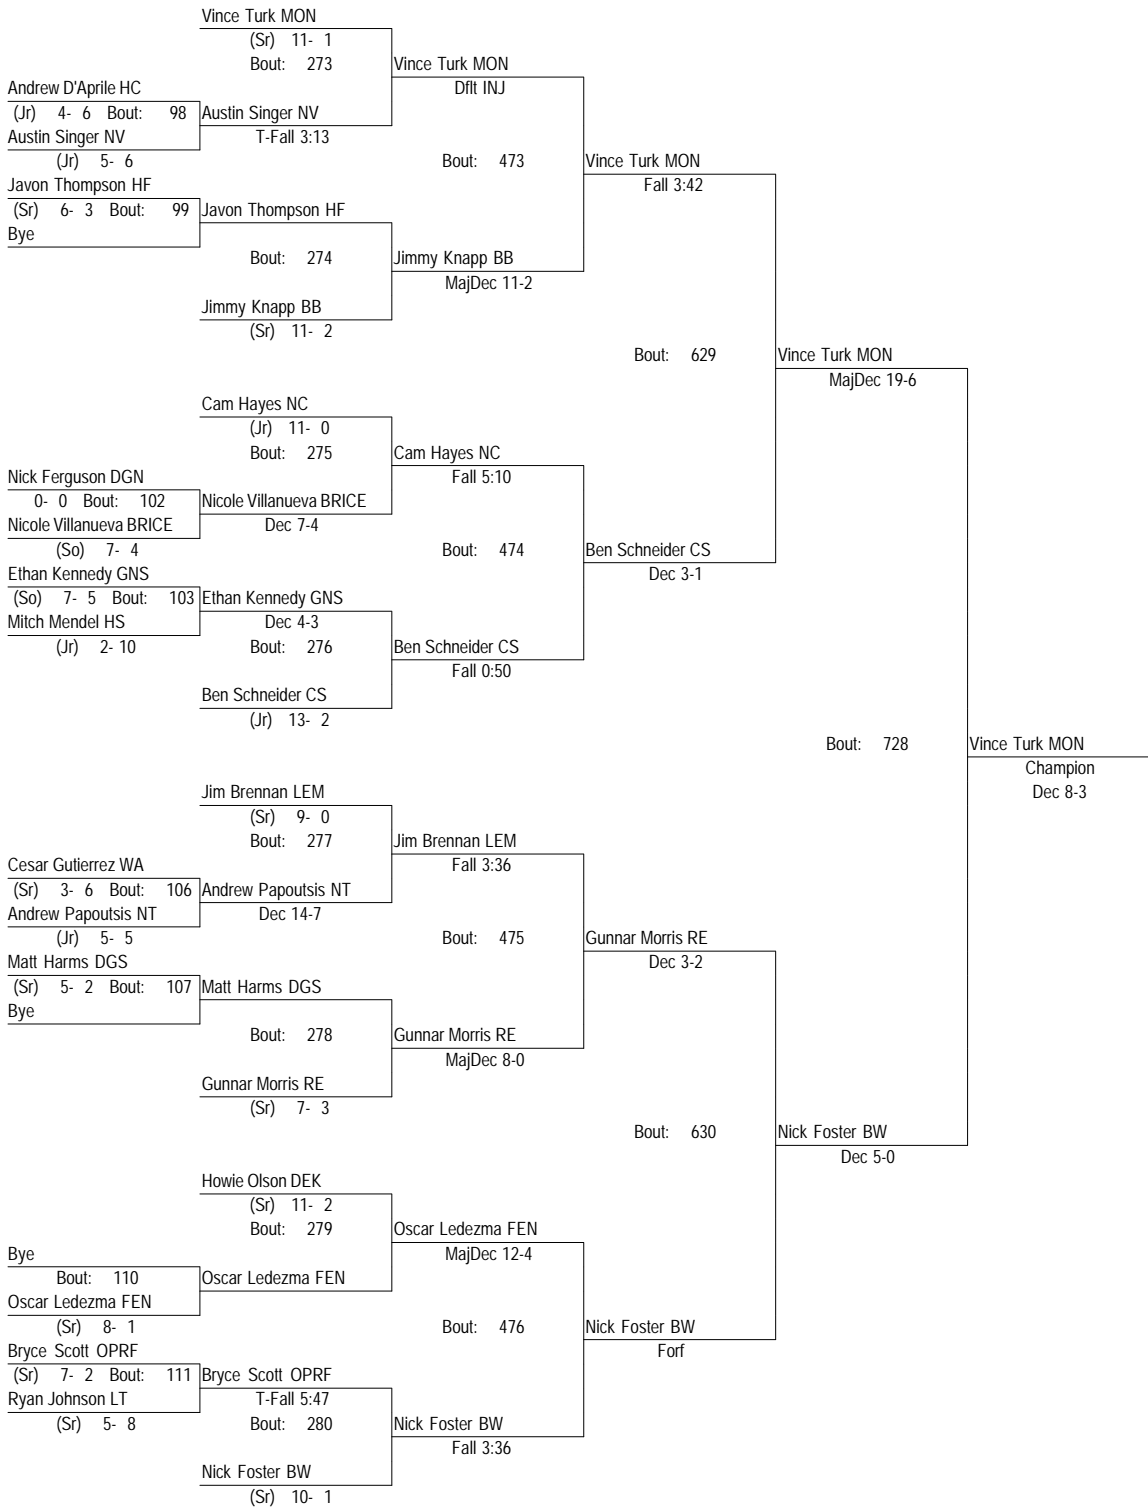 Vince Turk MON
(Sr) 11- 1
Bout: 273
Vince Turk MON
Dflt INJ
Andrew D'Aprile HC
(Jr) 4- 6 Bout: 98
Austin Singer NV
T-Fall 3:13
Austin Singer NV
(Jr) 5- 6
Bout: 473
Vince Turk MON
Fall 3:42
Javon Thompson HF
(Sr) 6- 3 Bout: 99
Javon Thompson HF
Bye
Bout: 274
Jimmy Knapp BB
MajDec 11-2
Jimmy Knapp BB
(Sr) 11- 2
Bout: 629
Vince Turk MON
MajDec 19-6
Cam Hayes NC
(Jr) 11- 0
Bout: 275
Cam Hayes NC
Fall 5:10
Nick Ferguson DGN
0- 0 Bout: 102
Nicole Villanueva BRICE
Dec 7-4
Nicole Villanueva BRICE
(So) 7- 4
Bout: 474
Ben Schneider CS
Dec 3-1
Ethan Kennedy GNS
(So) 7- 5 Bout: 103
Ethan Kennedy GNS
Dec 4-3
Mitch Mendel HS
(Jr) 2- 10
Bout: 276
Ben Schneider CS
Fall 0:50
Ben Schneider CS
(Jr) 13- 2
Bout: 728
Vince Turk MON
Champion
Dec 8-3
Jim Brennan LEM
(Sr) 9- 0
Bout: 277
Jim Brennan LEM
Fall 3:36
Cesar Gutierrez WA
(Sr) 3- 6 Bout: 106
Andrew Papoutsis NT
Dec 14-7
Andrew Papoutsis NT
(Jr) 5- 5
Bout: 475
Gunnar Morris RE
Dec 3-2
Matt Harms DGS
(Sr) 5- 2 Bout: 107
Matt Harms DGS
Bye
Bout: 278
Gunnar Morris RE
MajDec 8-0
Gunnar Morris RE
(Sr) 7- 3
Bout: 630
Nick Foster BW
Dec 5-0
Howie Olson DEK
(Sr) 11- 2
Bout: 279
Oscar Ledezma FEN
MajDec 12-4
Bye
Bout: 110
Oscar Ledezma FEN
Oscar Ledezma FEN
(Sr) 8- 1
Bout: 476
Nick Foster BW
Forf
Bryce Scott OPRF
(Sr) 7- 2 Bout: 111
Bryce Scott OPRF
T-Fall 5:47
Ryan Johnson LT
(Sr) 5- 8
Bout: 280
Nick Foster BW
Fall 3:36
Nick Foster BW
(Sr) 10- 1